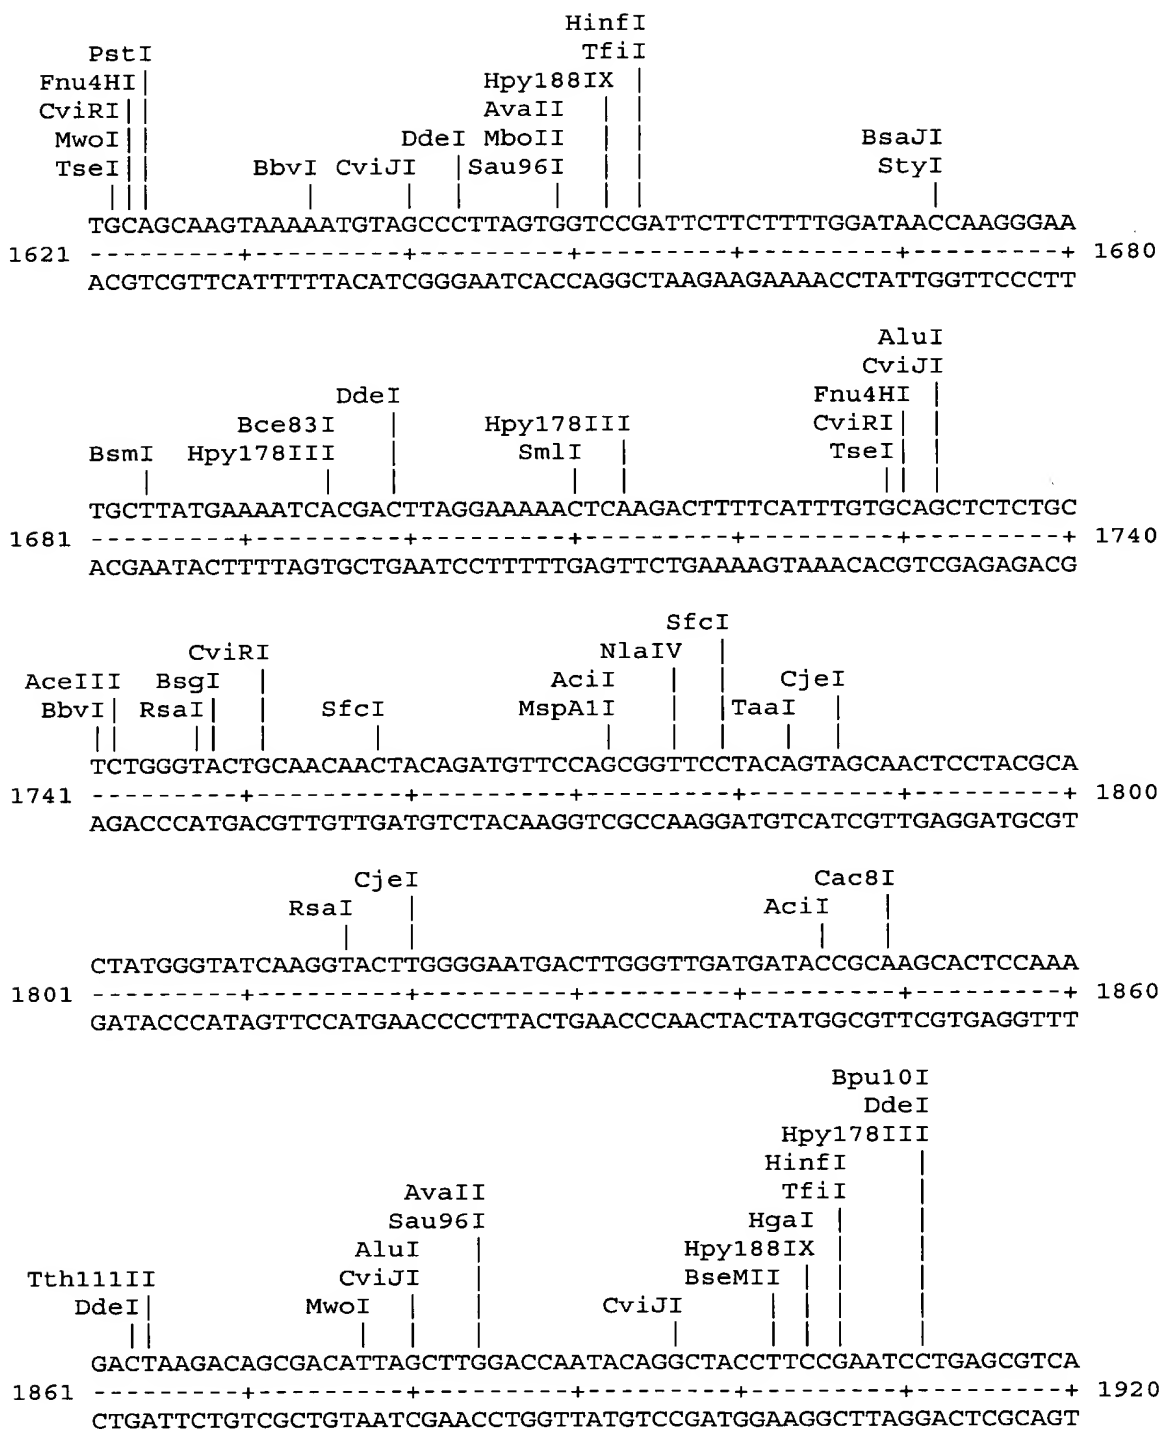 HinfI
PstI TfiI
Fnu4HI| Hpy188IX |
CviRI|| AvaII | |
MwoI|| DdeI MboII | | BsaJI
TseI|| BbvI CviJI |Sau96I | | StyI
TGCAGCAAGTAAAAATGTAGCCCTTAGTGGTCCGATTCTTCTTTTGGATAACCAAGGGAA
1621 ---------+---------+---------+---------+---------+---------+ 1680
ACGTCGTTCATTTTTACATCGGGAATCACCAGGCTAAGAAGAAAACCTATTGGTTCCCTT
AluI
CviJI
DdeI Fnu4HI |
Bce83I | Hpy178III CviRI| |
BsmI Hpy178III | SmlI | TseI| |
TGCTTATGAAAATCACGACTTAGGAAAAACTCAAGACTTTTCATTTGTGCAGCTCTCTGC
1681 ---------+---------+---------+---------+---------+---------+ 1740
ACGAATACTTTTAGTGCTGAATCCTTTTTGAGTTCTGAAAAGTAAACACGTCGAGAGACG
SfcI
CviRI NlaIV |
AceIII BsgI | AciI | | CjeI
BbvI| RsaI| | SfcI MspA1I | |TaaI |
TCTGGGTACTGCAACAACTACAGATGTTCCAGCGGTTCCTACAGTAGCAACTCCTACGCA
1741 ---------+---------+---------+---------+---------+---------+ 1800
AGACCCATGACGTTGTTGATGTCTACAAGGTCGCCAAGGATGTCATCGTTGAGGATGCGT
CjeI Cac8I
RsaI | AciI |
CTATGGGTATCAAGGTACTTGGGGAATGACTTGGGTTGATGATACCGCAAGCACTCCAAA
1801 ---------+---------+---------+---------+---------+---------+ 1860
GATACCCATAGTTCCATGAACCCCTTACTGAACCCAACTACTATGGCGTTCGTGAGGTTT
Bpu10I
DdeI
Hpy178III
HinfI |
AvaII TfiI |
Sau96I HgaI | |
AluI | Hpy188IX | |
Tth111II CviJI | BseMII | | |
DdeI| MwoI | | CviJI | | | |
GACTAAGACAGCGACATTAGCTTGGACCAATACAGGCTACCTTCCGAATCCTGAGCGTCA
1861 ---------+---------+---------+---------+---------+---------+ 1920
CTGATTCTGTCGCTGTAATCGAACCTGGTTATGTCCGATGGAAGGCTTAGGACTCGCAGT